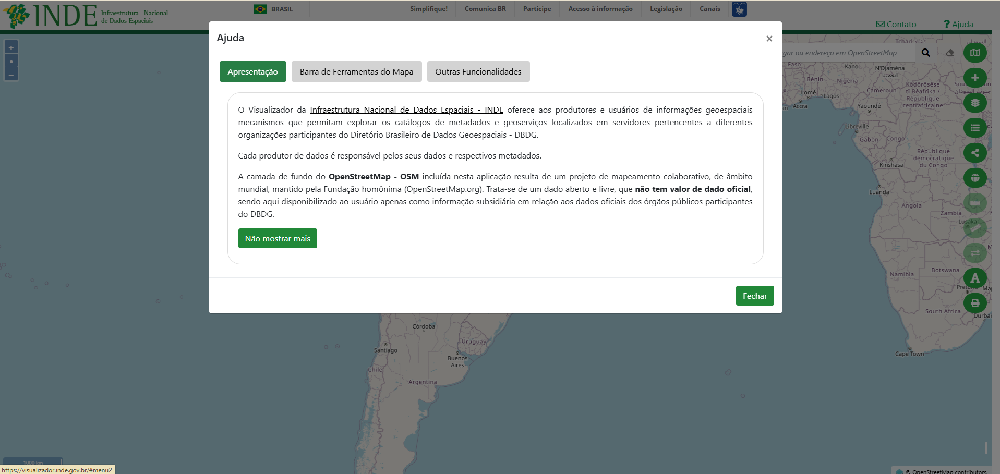 INDE Infraestrutura Nacional
de Dados Espaciais
BRASIL
Simplifique!
Comunica BR
Participe
Acesso à informação
Legislação
Canais
Contato
Ajuda
Ajuda
×
Apresentação
Barra de Ferramentas do Mapa
Outras Funcionalidades
O Visualizador da Infraestrutura Nacional de Dados Espaciais - INDE oferece aos produtores e usuários de informações geoespaciais
mecanismos que permitam explorar os catálogos de metadados e geoserviços localizados em servidores pertencentes a diferentes
organizações participantes do Diretório Brasileiro de Dados Geoespaciais - DBDG.
Cada produtor de dados é responsável pelos seus dados e respectivos metadados.
A camada de fundo do OpenStreetMap - OSM incluída nesta aplicação resulta de um projeto de mapeamento colaborativo, de âmbito
mundial, mantido pela Fundação homônima (OpenStreetMap.org). Trata-se de um dado aberto e livre, que não tem valor de dado oficial,
sendo aqui disponibilizado ao usuário apenas como informação subsidiária em relação aos dados oficiais dos órgãos públicos participantes
do DBDG.
Não mostrar mais
Fechar
+
−
gar ou endereço em OpenStreetMap
Tchad تشاد
السودان
Faso
Kano
N'Djaména
انجمينا
Bénin
Nigeria
Ködörösêse
tî Bêafrîka /
République
centrafricaine
Cameroun
Lomé
Lagos
Accra
Yaoundé
Libreville
Gabon
Congo
République
démocratique
du Congo
Kinshasa
Luanda
Angola
Zambia
Lusaka
Namibia
Botswana
South Africa
Cape Town
Córdoba
Uruguay
Santiago
Buenos
Aires
Chile
Argentina
A
1000 km
https://visualizador.inde.gov.br/#menu2
© OpenStreetMap contributors.